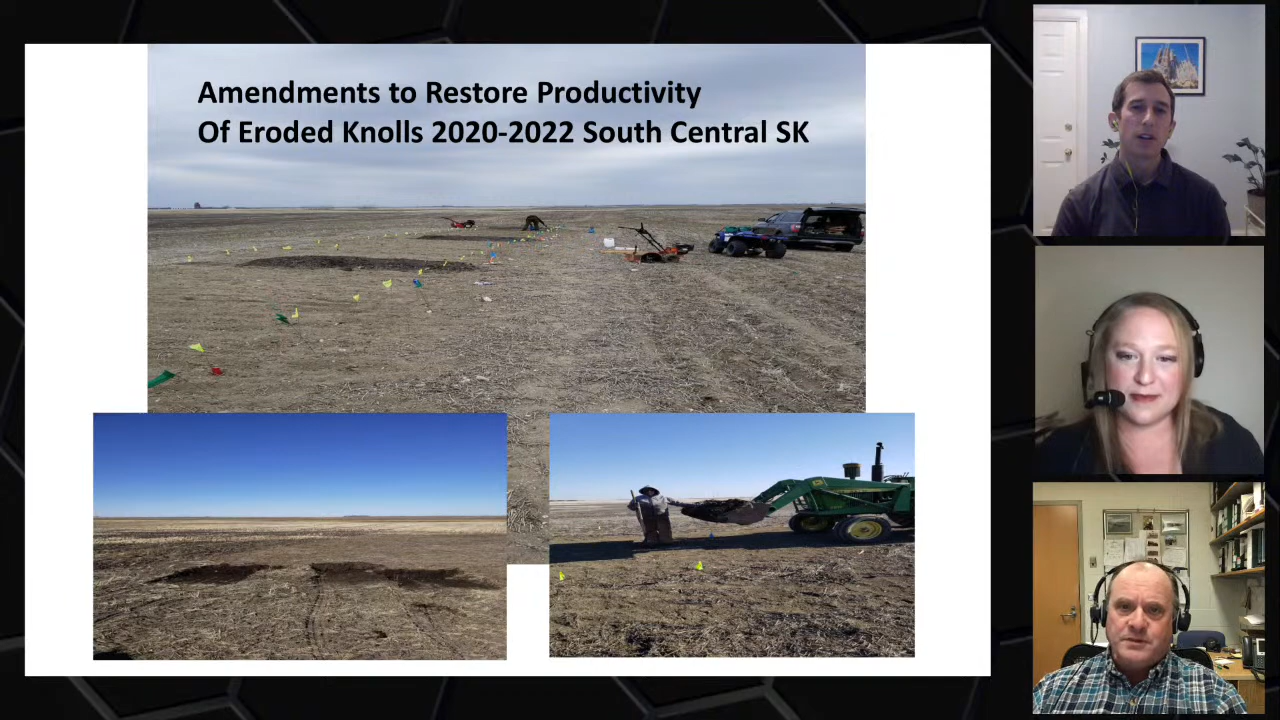 Amendments to Restore Productivity
Of Eroded Knolls 2020-2022 South Central SK